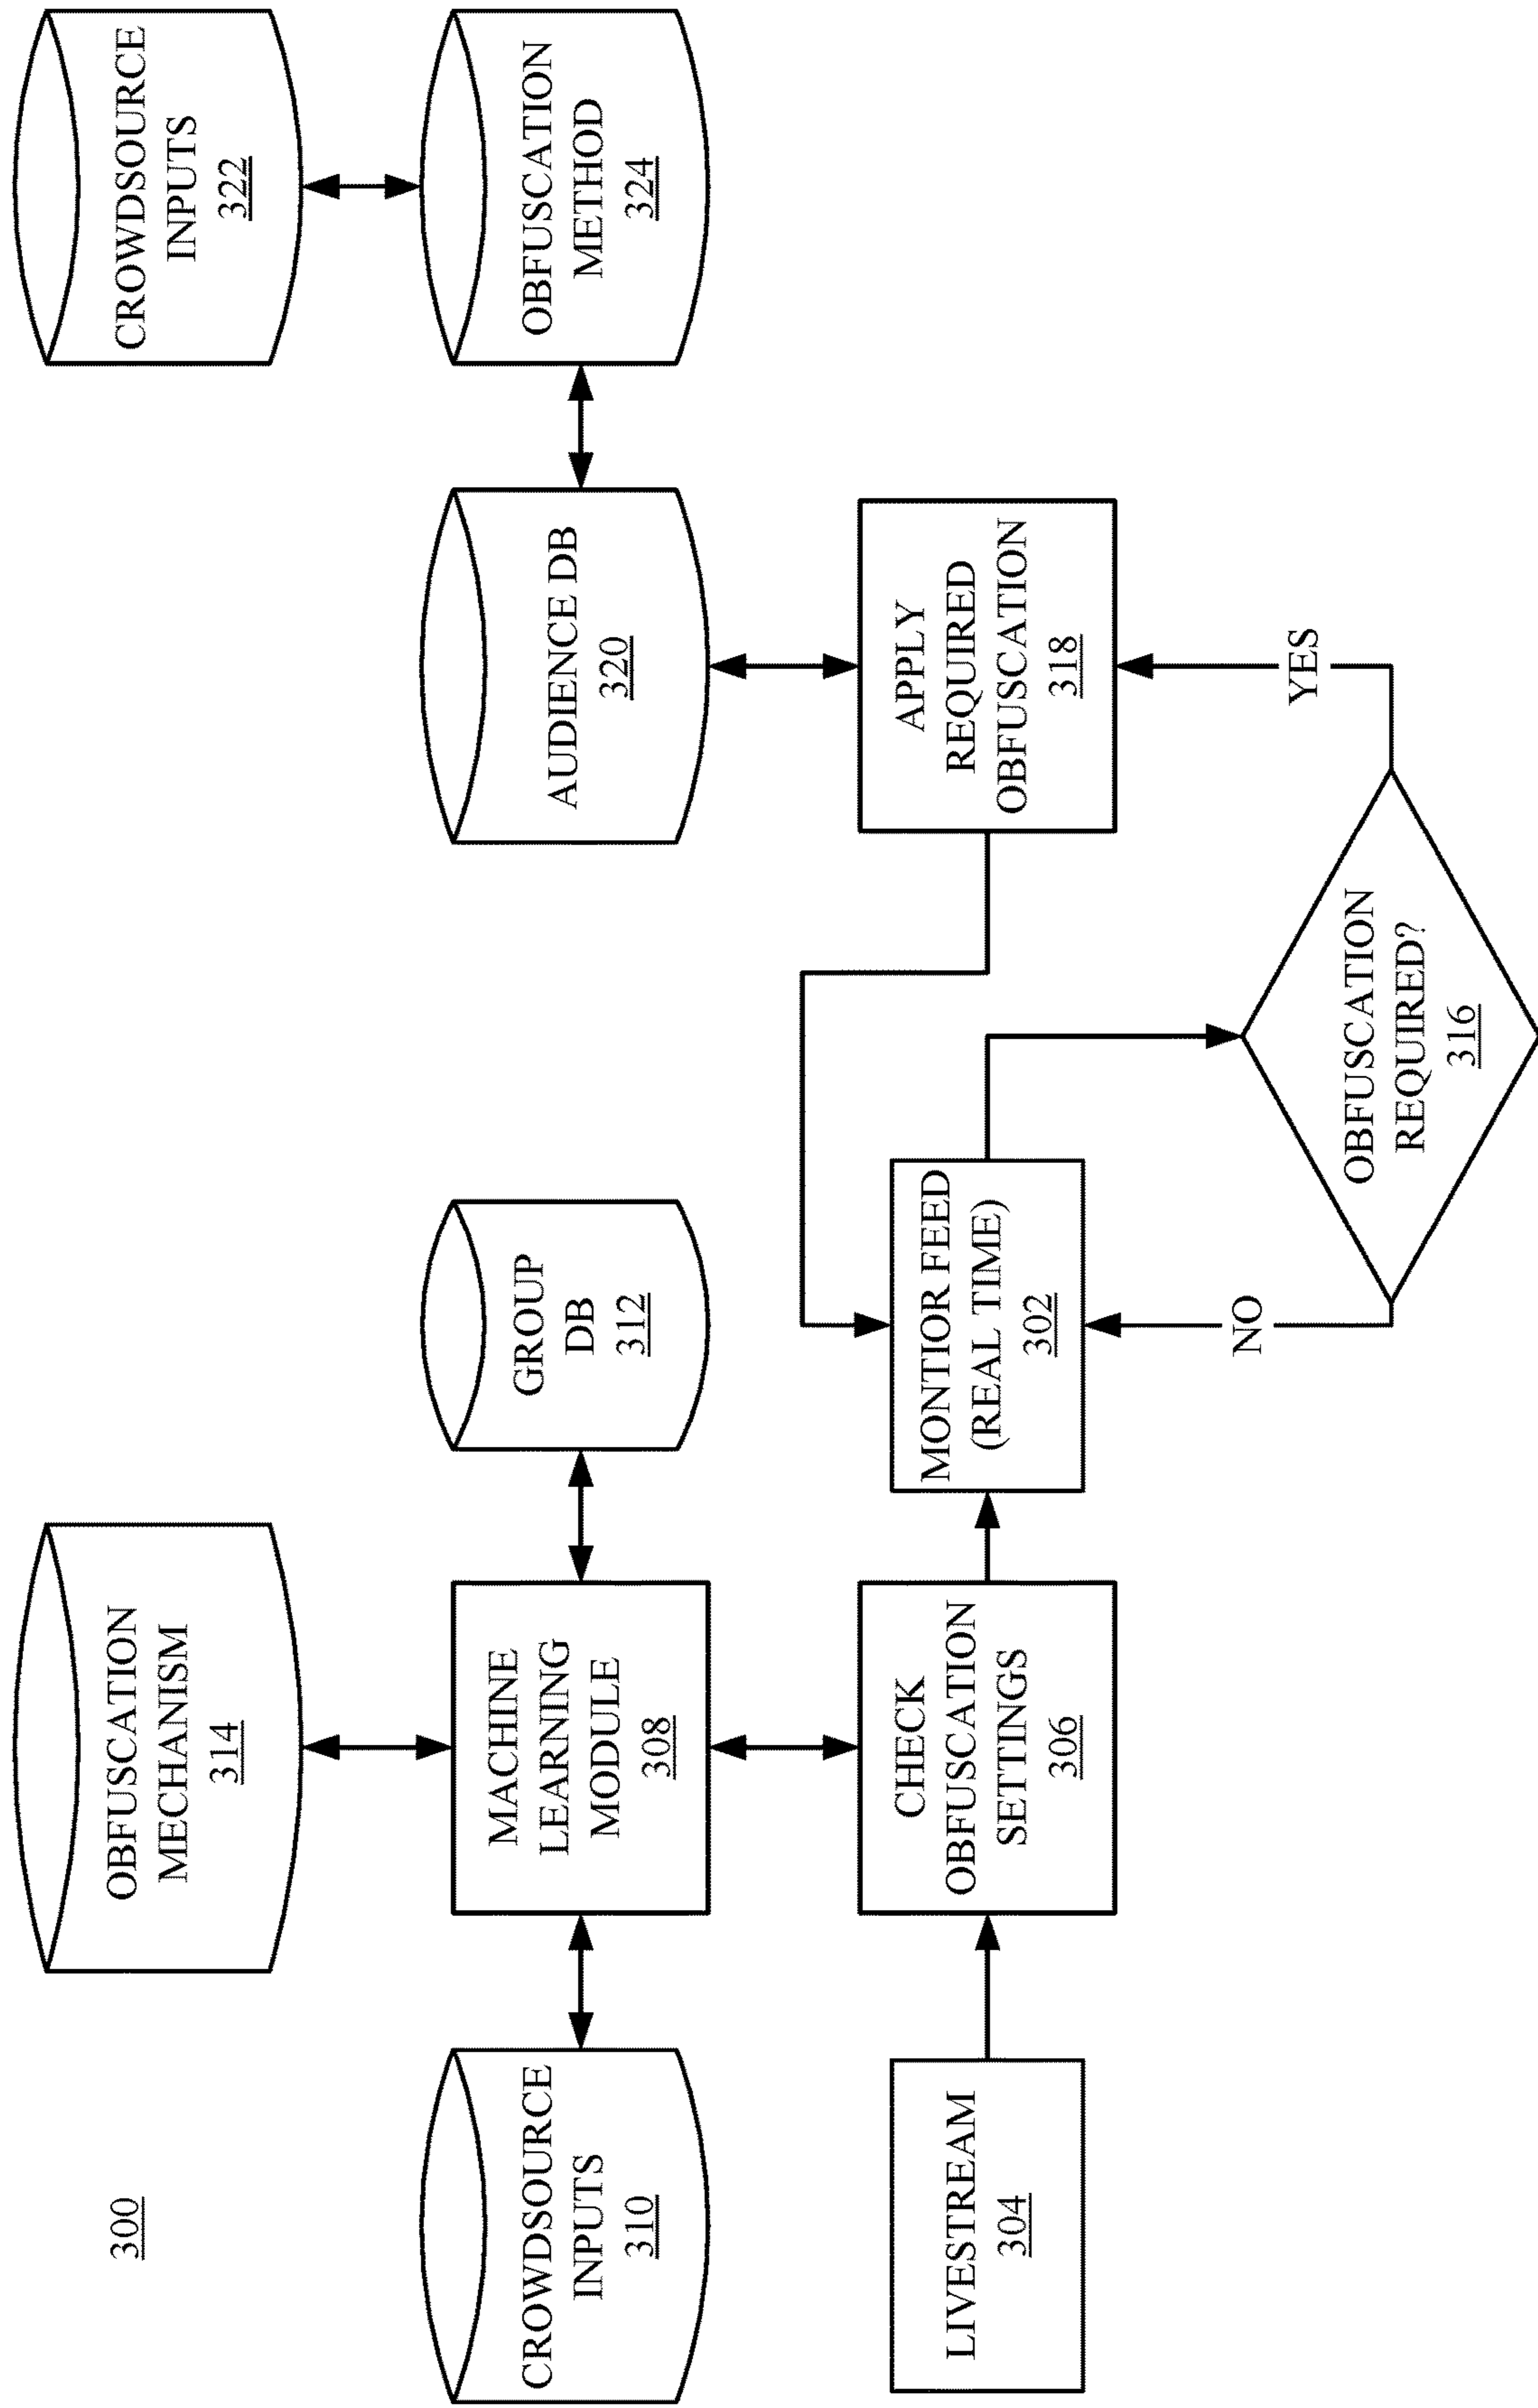 300
OBFUSCATION
MECHANISM
314
CROWDSOURCE
INPUTS
322
CROWDSOURCE
INPUTS
310
MACHINE
LEARNING
MODULE
308
GROUP
DB
312
AUDIENCE DB
320
OBFUSCATION
METHOD
324
LIVESTREAM
304
CHECK
OBFUSCATION
SETTINGS
306
MONTIOR FEED
(REAL TIME)
302
APPLY
REQUIRED
OBFUSCATION
318
NO
YES
OBFUSCATION
REQUIRED?
316